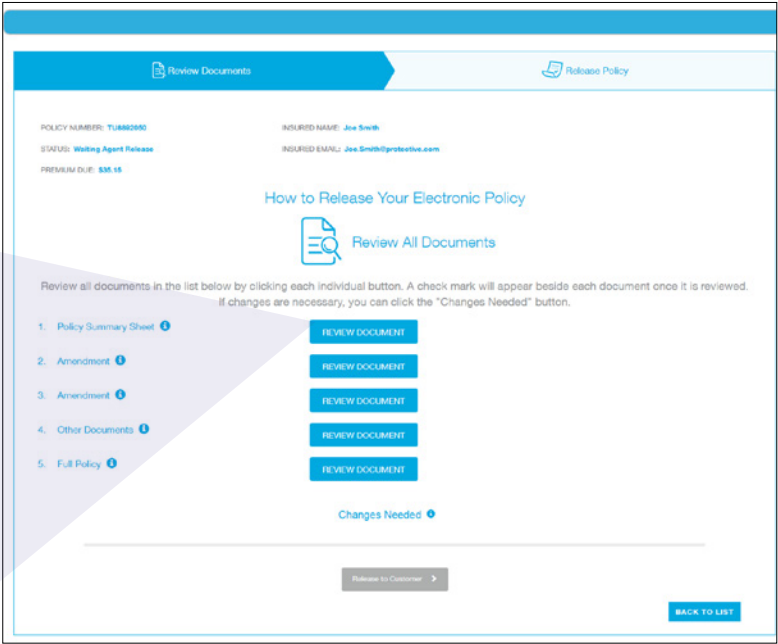 Review Documents
Release Policy
POLICY NUMBER: TU8892050 INSURED NAME: Joe Smith
STATUS: Waiting Agent Release INSURED EMAIL: Joe.Smith@protective.com
PREMIUM DUE: $35.15
How to Release Your Electronic Policy
Review All Documents
Review all documents in the list below by clicking each individual button. A check mark will appear beside each document once it is reviewed.
If changes are necessary, you can click the "Changes Needed" button.
1. Policy Summary Sheet REVIEW DOCUMENT
2. Amendment REVIEW DOCUMENT
3. Amendment REVIEW DOCUMENT
4. Other Documents REVIEW DOCUMENT
5. Full Policy REVIEW DOCUMENT
Changes Needed
Release to Customer
BACK TO LIST